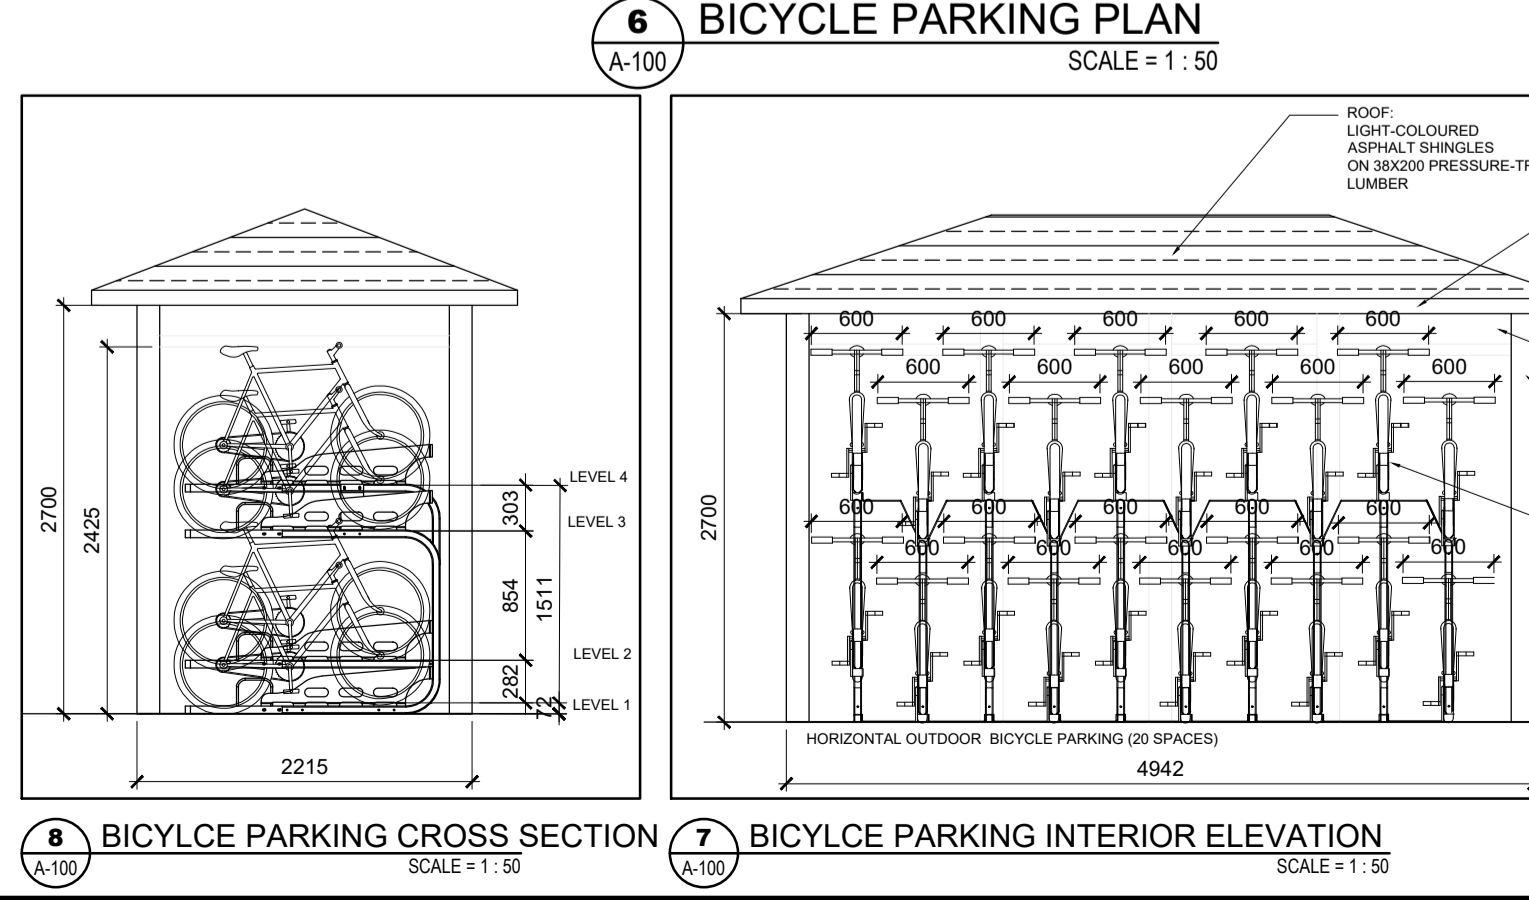 6
BICYCLE PARKING PLAN
A-100
SCALE = 1 : 50
2700
2425
LEVEL 4
303
LEVEL 3
854
1511
LEVEL 2
282
72
LEVEL 1
2215
8
BICYLCE PARKING CROSS SECTION
A-100
SCALE = 1 : 50
ROOF:
LIGHT-COLOURED
ASPHALT SHINGLES
ON 38X200 PRESSURE-TR
LUMBER
600 600 600 600 600
600 600 600 600 600
2700
600 600 600 600 600
600 600 600 600 600
HORIZONTAL OUTDOOR BICYCLE PARKING (20 SPACES)
4942
7
BICYLCE PARKING INTERIOR ELEVATION
A-100
SCALE = 1 : 50